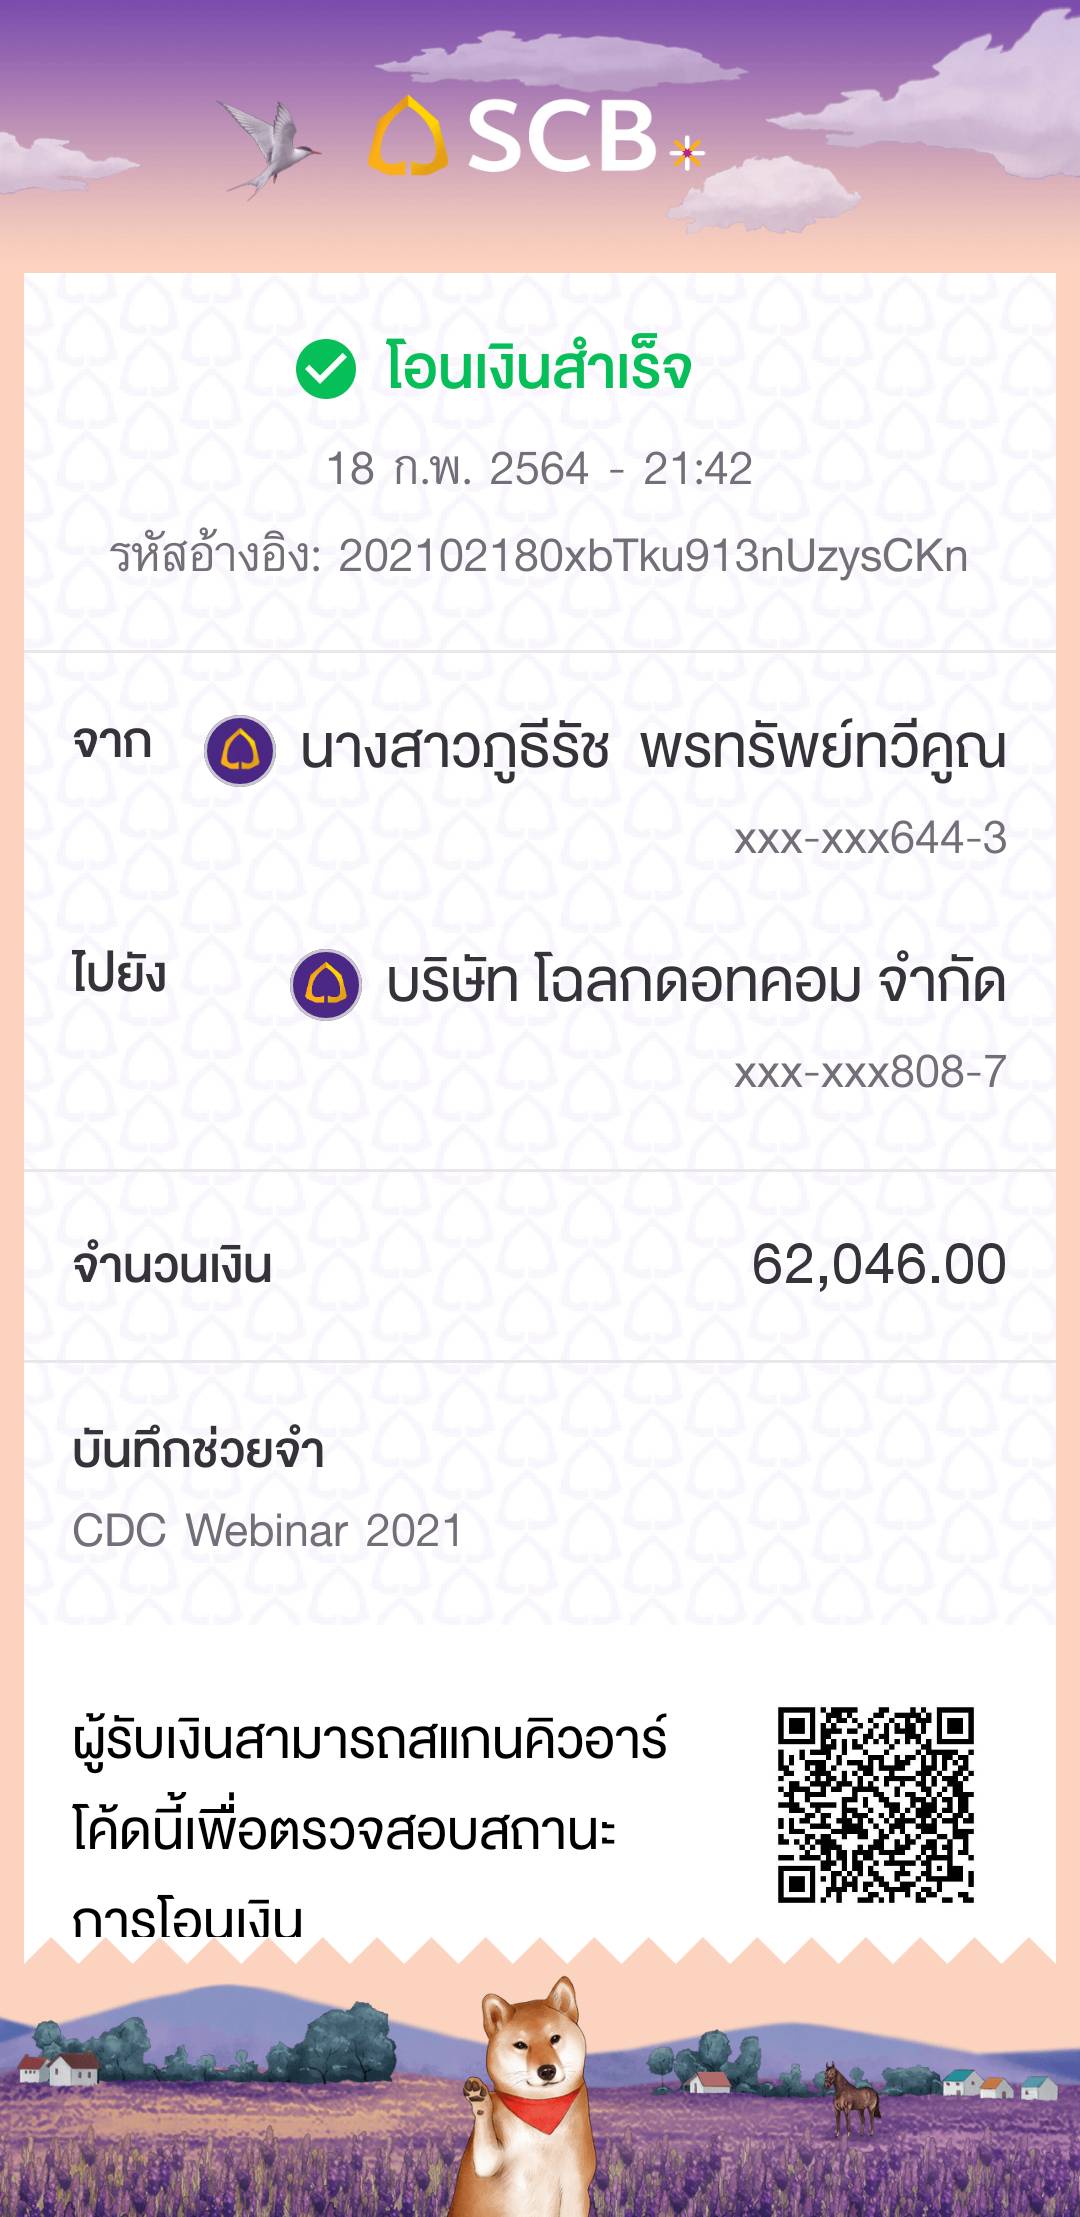 SCB
โอนเงินสำเร็จ
18 ก.พ. 2564 - 21:42
รหัสอ้างอิง: 202102180xbTku913nUzysCKn
จาก นางสาวภูธีรัช พรทรัพย์ทวีคูณ
xxx-xxx644-3
ไปยัง บริษัท โฉลกดอทคอม จำกัด
xxx-xxx808-7
จำนวนเงิน 62,046.00
บันทึกช่วยจำ
CDC Webinar 2021
ผู้รับเงินสามารถสแกนคิวอาร์
โค้ดนี้เพื่อตรวจสอบสถานะ
การโอนเงิน